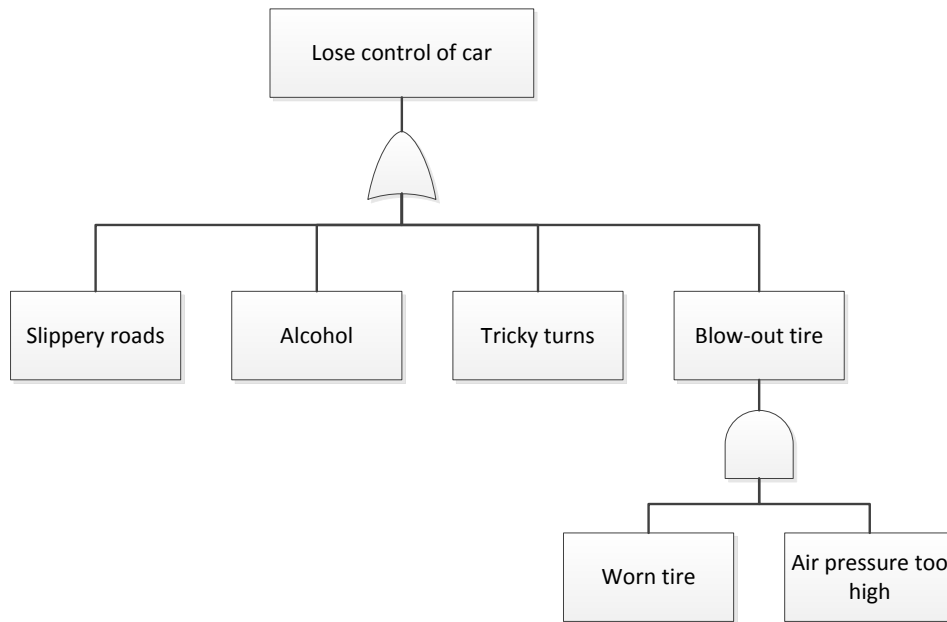 Lose control of car
Slippery roads
Alcohol
Tricky turns
Blow-out tire
Worn tire
Air pressure too
high